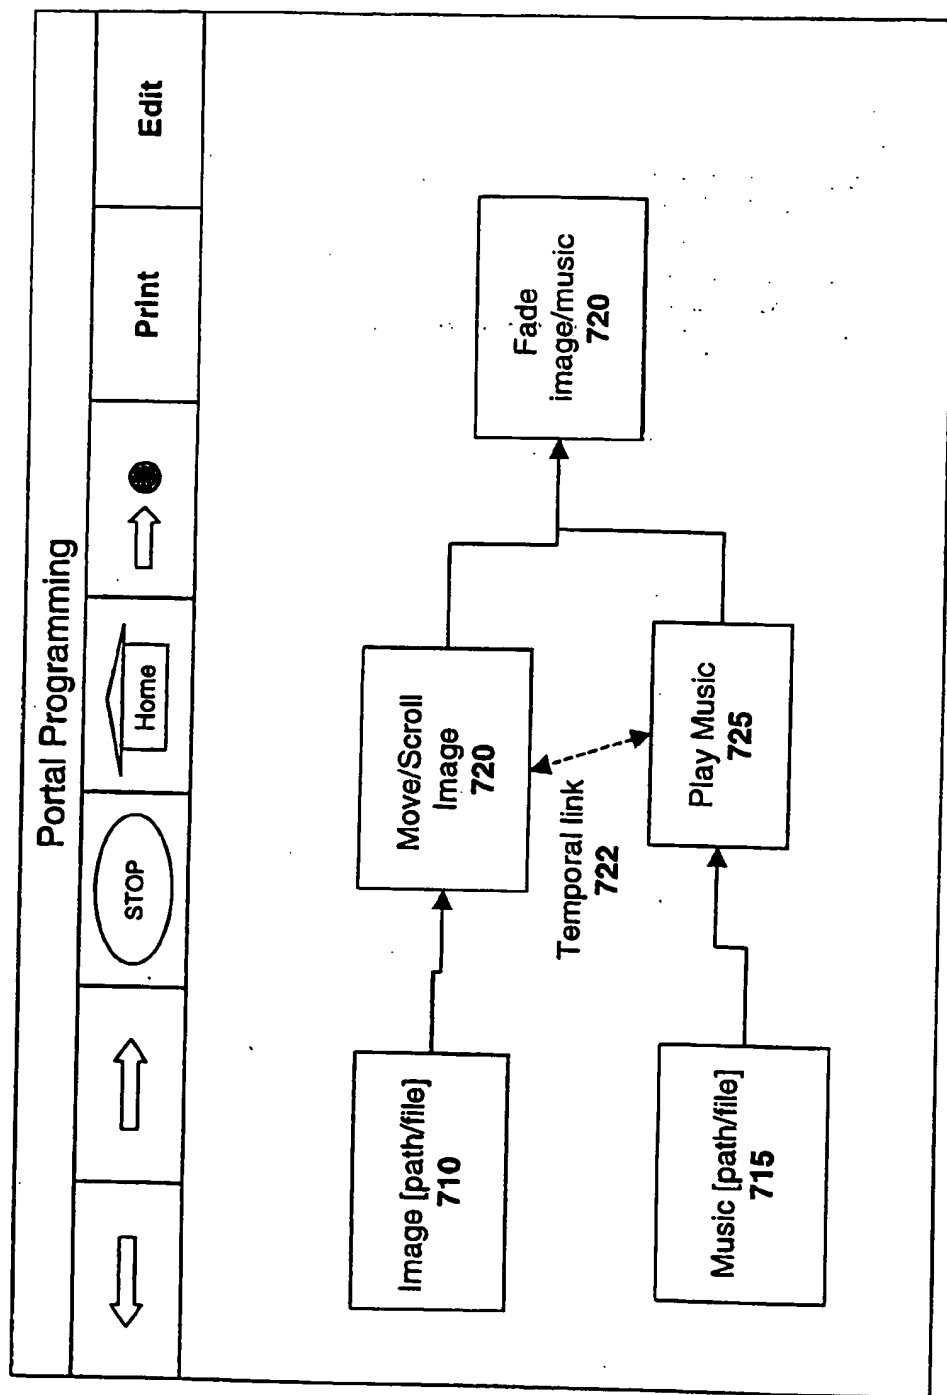 Portal Programming
STOP
Home
Print
Edit
Image [path/file]
710
Move/Scroll
Image
720
Fade
image/music
720
Temporal link
722
Music [path/file]
715
Play Music
725